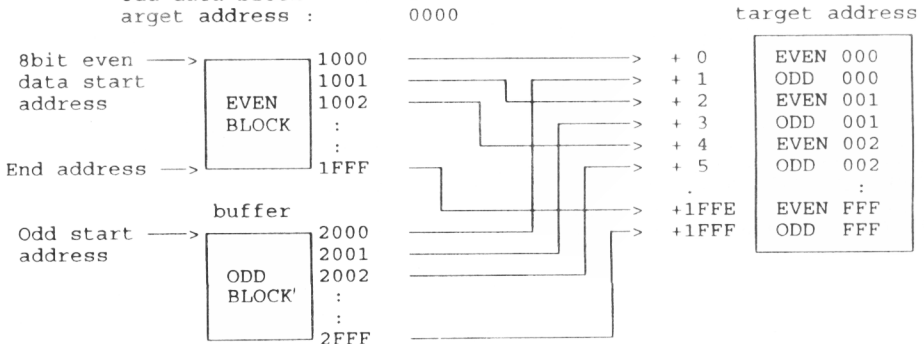 arget address : 0000
target address
8bit even
data start
address
EVEN
BLOCK
1000
1001
1002
:
:
1FFF
End address
buffer
Odd start
address
ODD
BLOCK'
2000
2001
2002
:
:
2FFF
+ 0 EVEN 000
+ 1 ODD 000
+ 2 EVEN 001
+ 3 ODD 001
+ 4 EVEN 002
+ 5 ODD 002
. :
+1FFE EVEN FFF
+1FFF ODD FFF